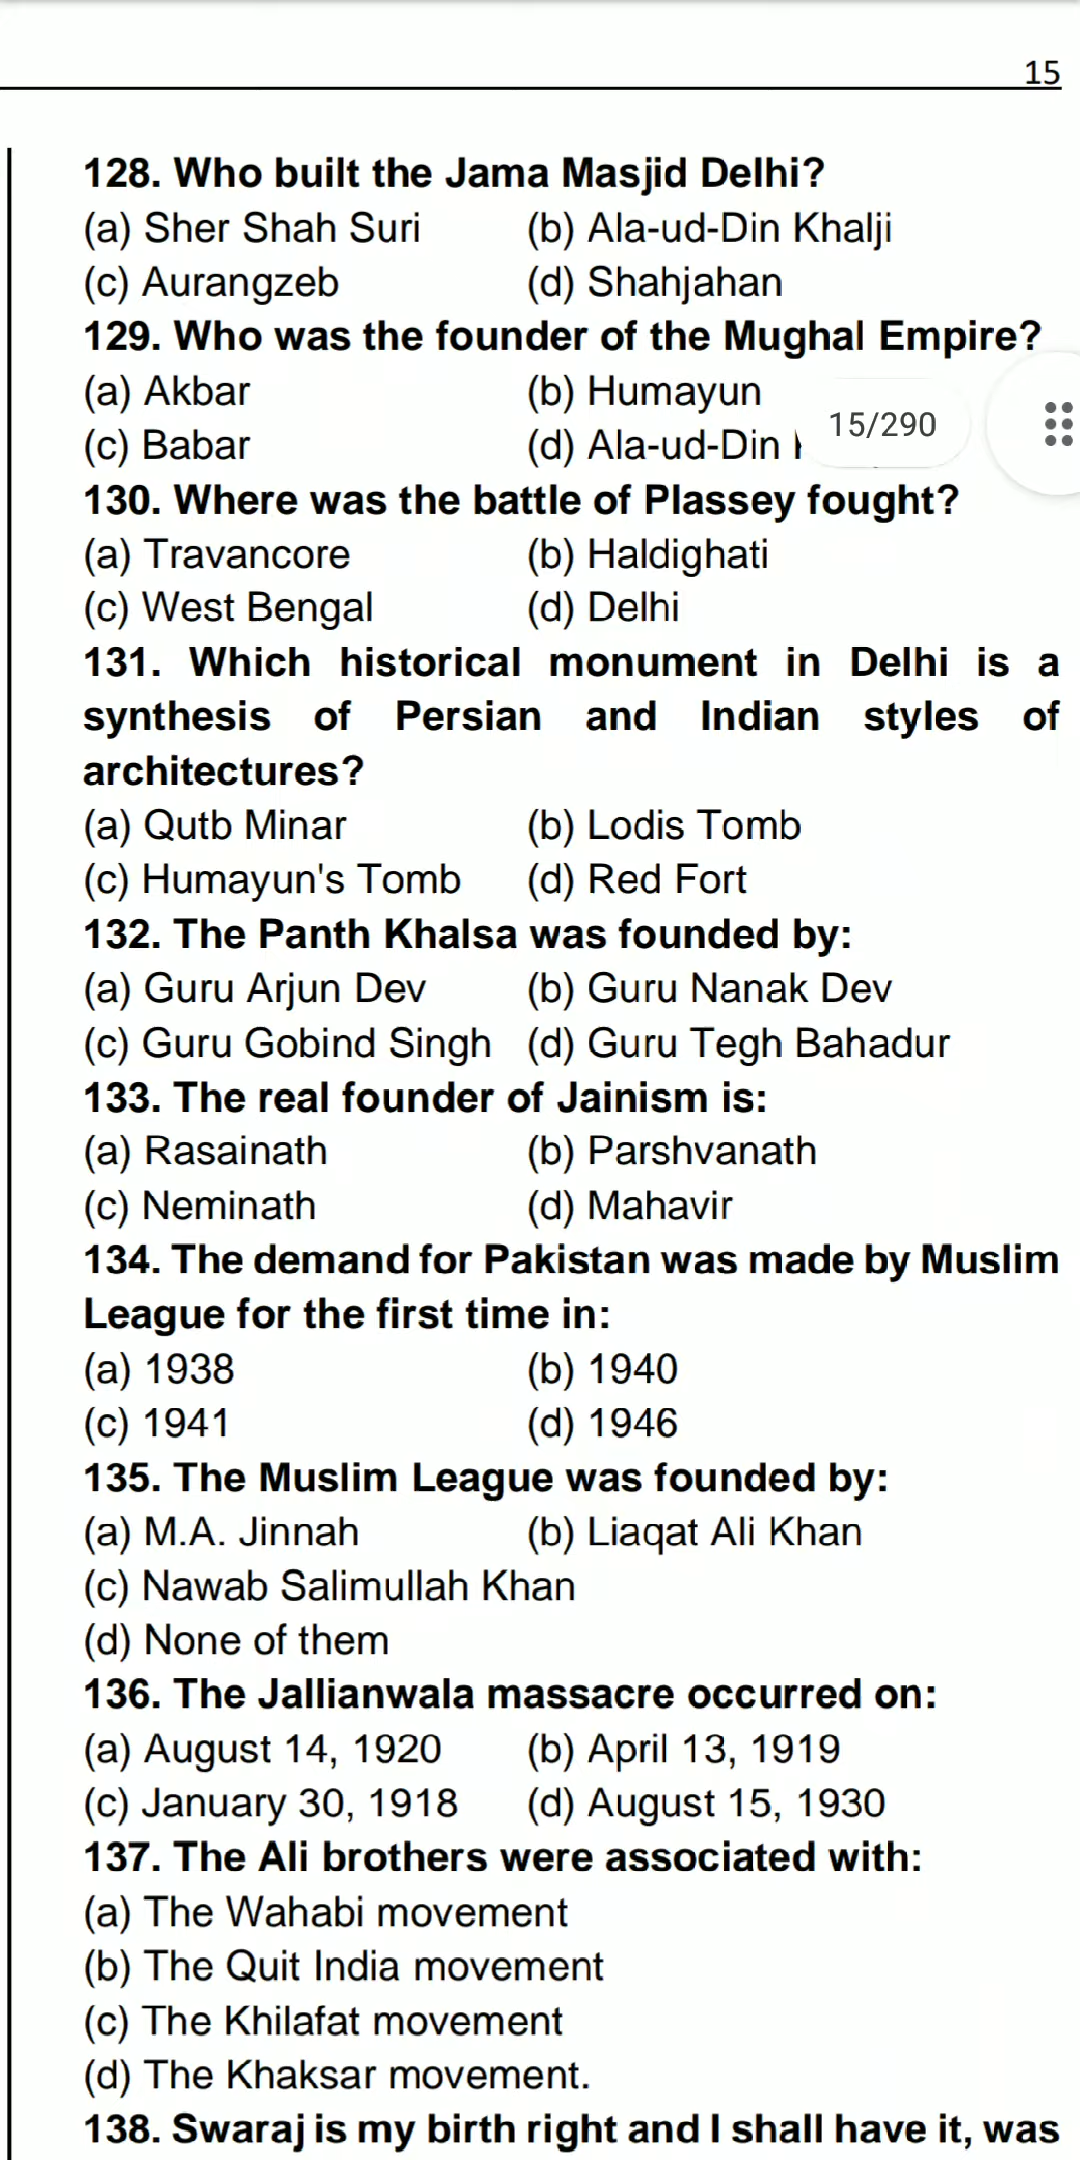 15
128. Who built the Jama Masjid Delhi?
(a) Sher Shah Suri (b) Ala-ud-Din Khalji
(c) Aurangzeb (d) Shahjahan
129. Who was the founder of the Mughal Empire?
(a) Akbar (b) Humayun
(c) Babar (d) Ala-ud-Din
15/290
130. Where was the battle of Plassey fought?
(a) Travancore (b) Haldighati
(c) West Bengal (d) Delhi
131. Which historical monument in Delhi is a
synthesis of Persian and Indian styles of
architectures?
(a) Qutb Minar (b) Lodis Tomb
(c) Humayun's Tomb (d) Red Fort
132. The Panth Khalsa was founded by:
(a) Guru Arjun Dev (b) Guru Nanak Dev
(c) Guru Gobind Singh (d) Guru Tegh Bahadur
133. The real founder of Jainism is:
(a) Rasainath (b) Parshvanath
(c) Neminath (d) Mahavir
134. The demand for Pakistan was made by Muslim
League for the first time in:
(a) 1938 (b) 1940
(c) 1941 (d) 1946
135. The Muslim League was founded by:
(a) M.A. Jinnah (b) Liaqat Ali Khan
(c) Nawab Salimullah Khan
(d) None of them
136. The Jallianwala massacre occurred on:
(a) August 14, 1920 (b) April 13, 1919
(c) January 30, 1918 (d) August 15, 1930
137. The Ali brothers were associated with:
(a) The Wahabi movement
(b) The Quit India movement
(c) The Khilafat movement
(d) The Khaksar movement.
138. Swaraj is my birth right and I shall have it, was